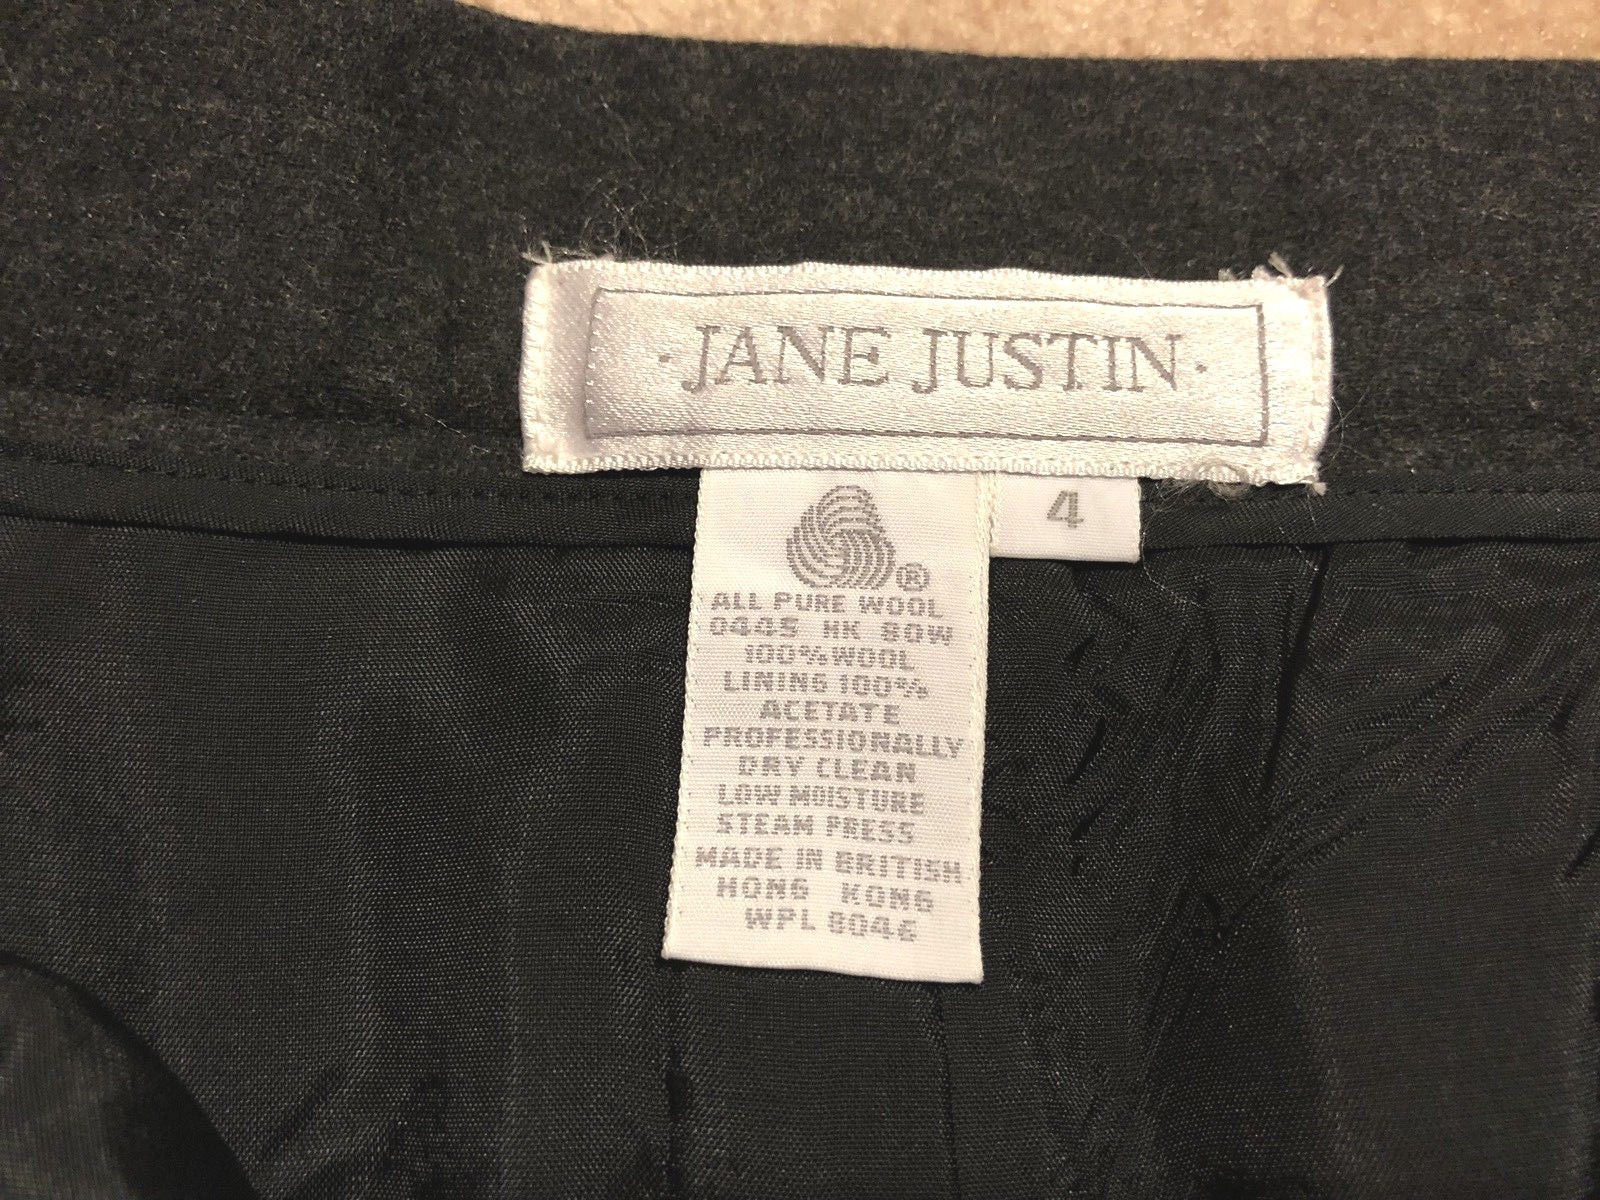 ·JANE JUSTIN·
4
®
ALL PURE WOOL
0445 HK 80W
100% WOOL
LINING 100%
ACETATE
PROFESSIONALLY
DRY CLEAN
LOW MOISTURE
STEAM PRESS
MADE IN BRITISH
HONG KONG
WPL 8046